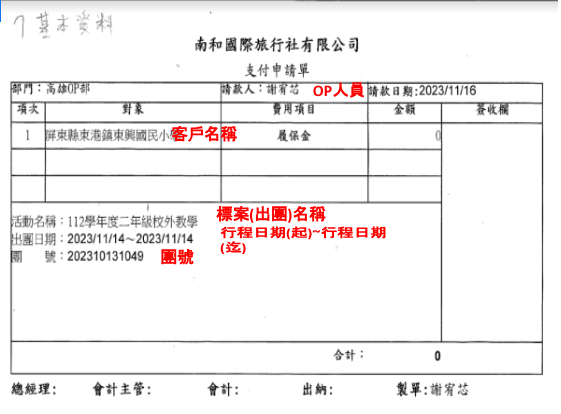 7 基本資料
南和國際旅行社有限公司
支付申請單
部門：高雄OP部 請款人：謝宥芯 OP人員 請款日期：2023/11/16
項次 對象 費用項目 金額 簽收欄
1 屏東縣東港鎮東興國民小 客戶名稱 履保金 0
標案(出團)名稱
活動名稱：112學年度二年級校外教學
行程日期(起)~行程日期(迄)
出團日期：2023/11/14～2023/11/14
團 號：202310131049 團號
合計： 0
總經理: 會計主管: 會計: 出納: 製單:謝宥芯